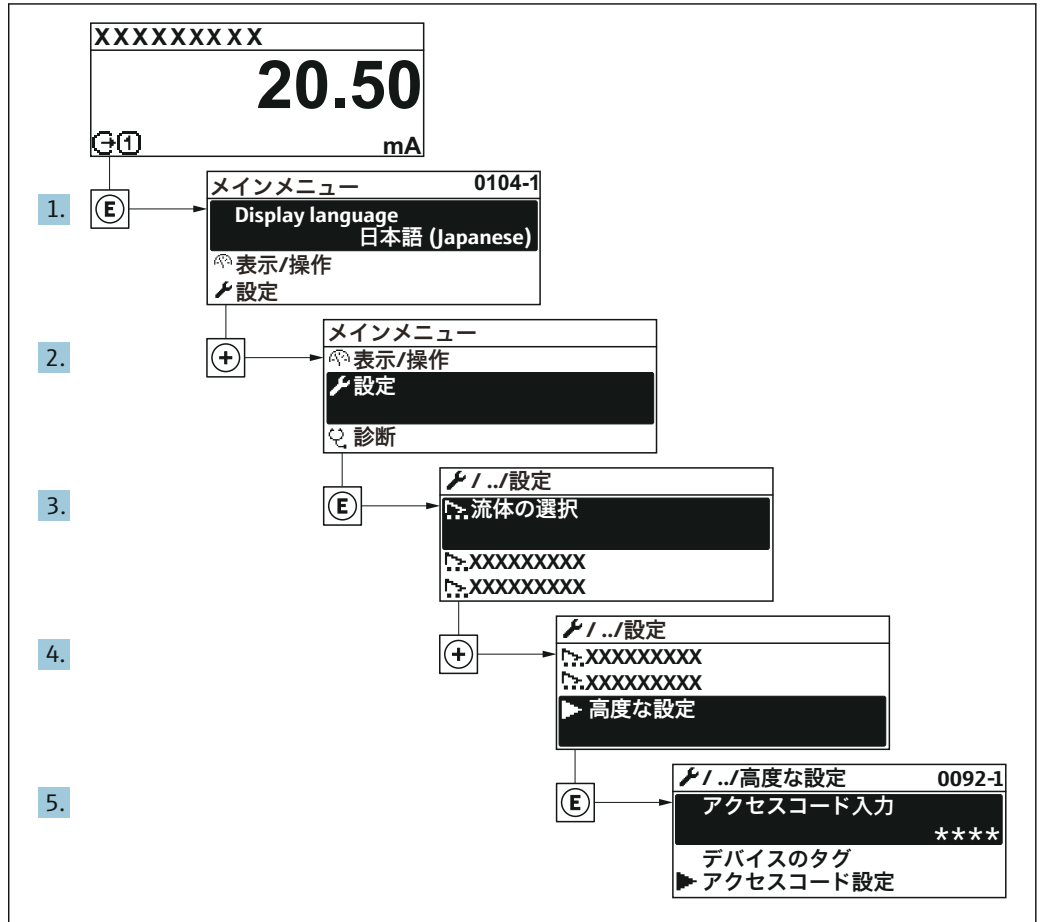 XXXXXXXXX
20.50
① mA
1.
E
メインメニュー 0104-1
Display language
日本語 (Japanese)
表示/操作
設定
2.
+
メインメニュー
表示/操作
設定
診断
3.
E
/ ../設定
流体の選択
XXXXXXXXX
XXXXXXXXX
4.
+
/ ../設定
XXXXXXXXX
XXXXXXXXX
高度な設定
5.
E
/ ../高度な設定 0092-1
アクセスコード入力
****
デバイスのタグ
アクセスコード設定